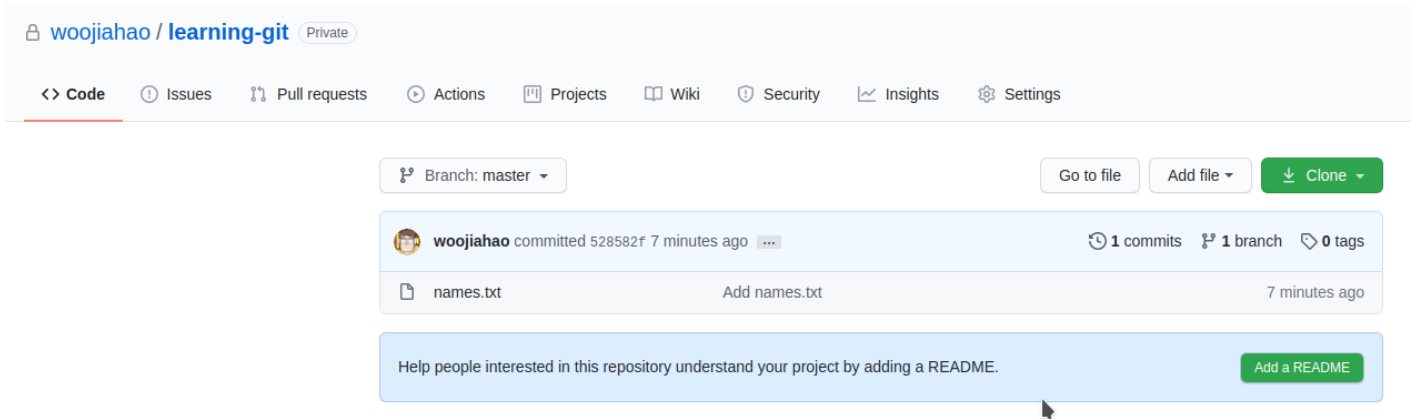 woojiahao / learning-git Private
Code Issues Pull requests Actions Projects Wiki Security Insights Settings
Branch: master Go to file Add file Clone
woojiahao committed 528582f 7 minutes ago ... 1 commits 1 branch 0 tags
names.txt Add names.txt 7 minutes ago
Help people interested in this repository understand your project by adding a README. Add a README